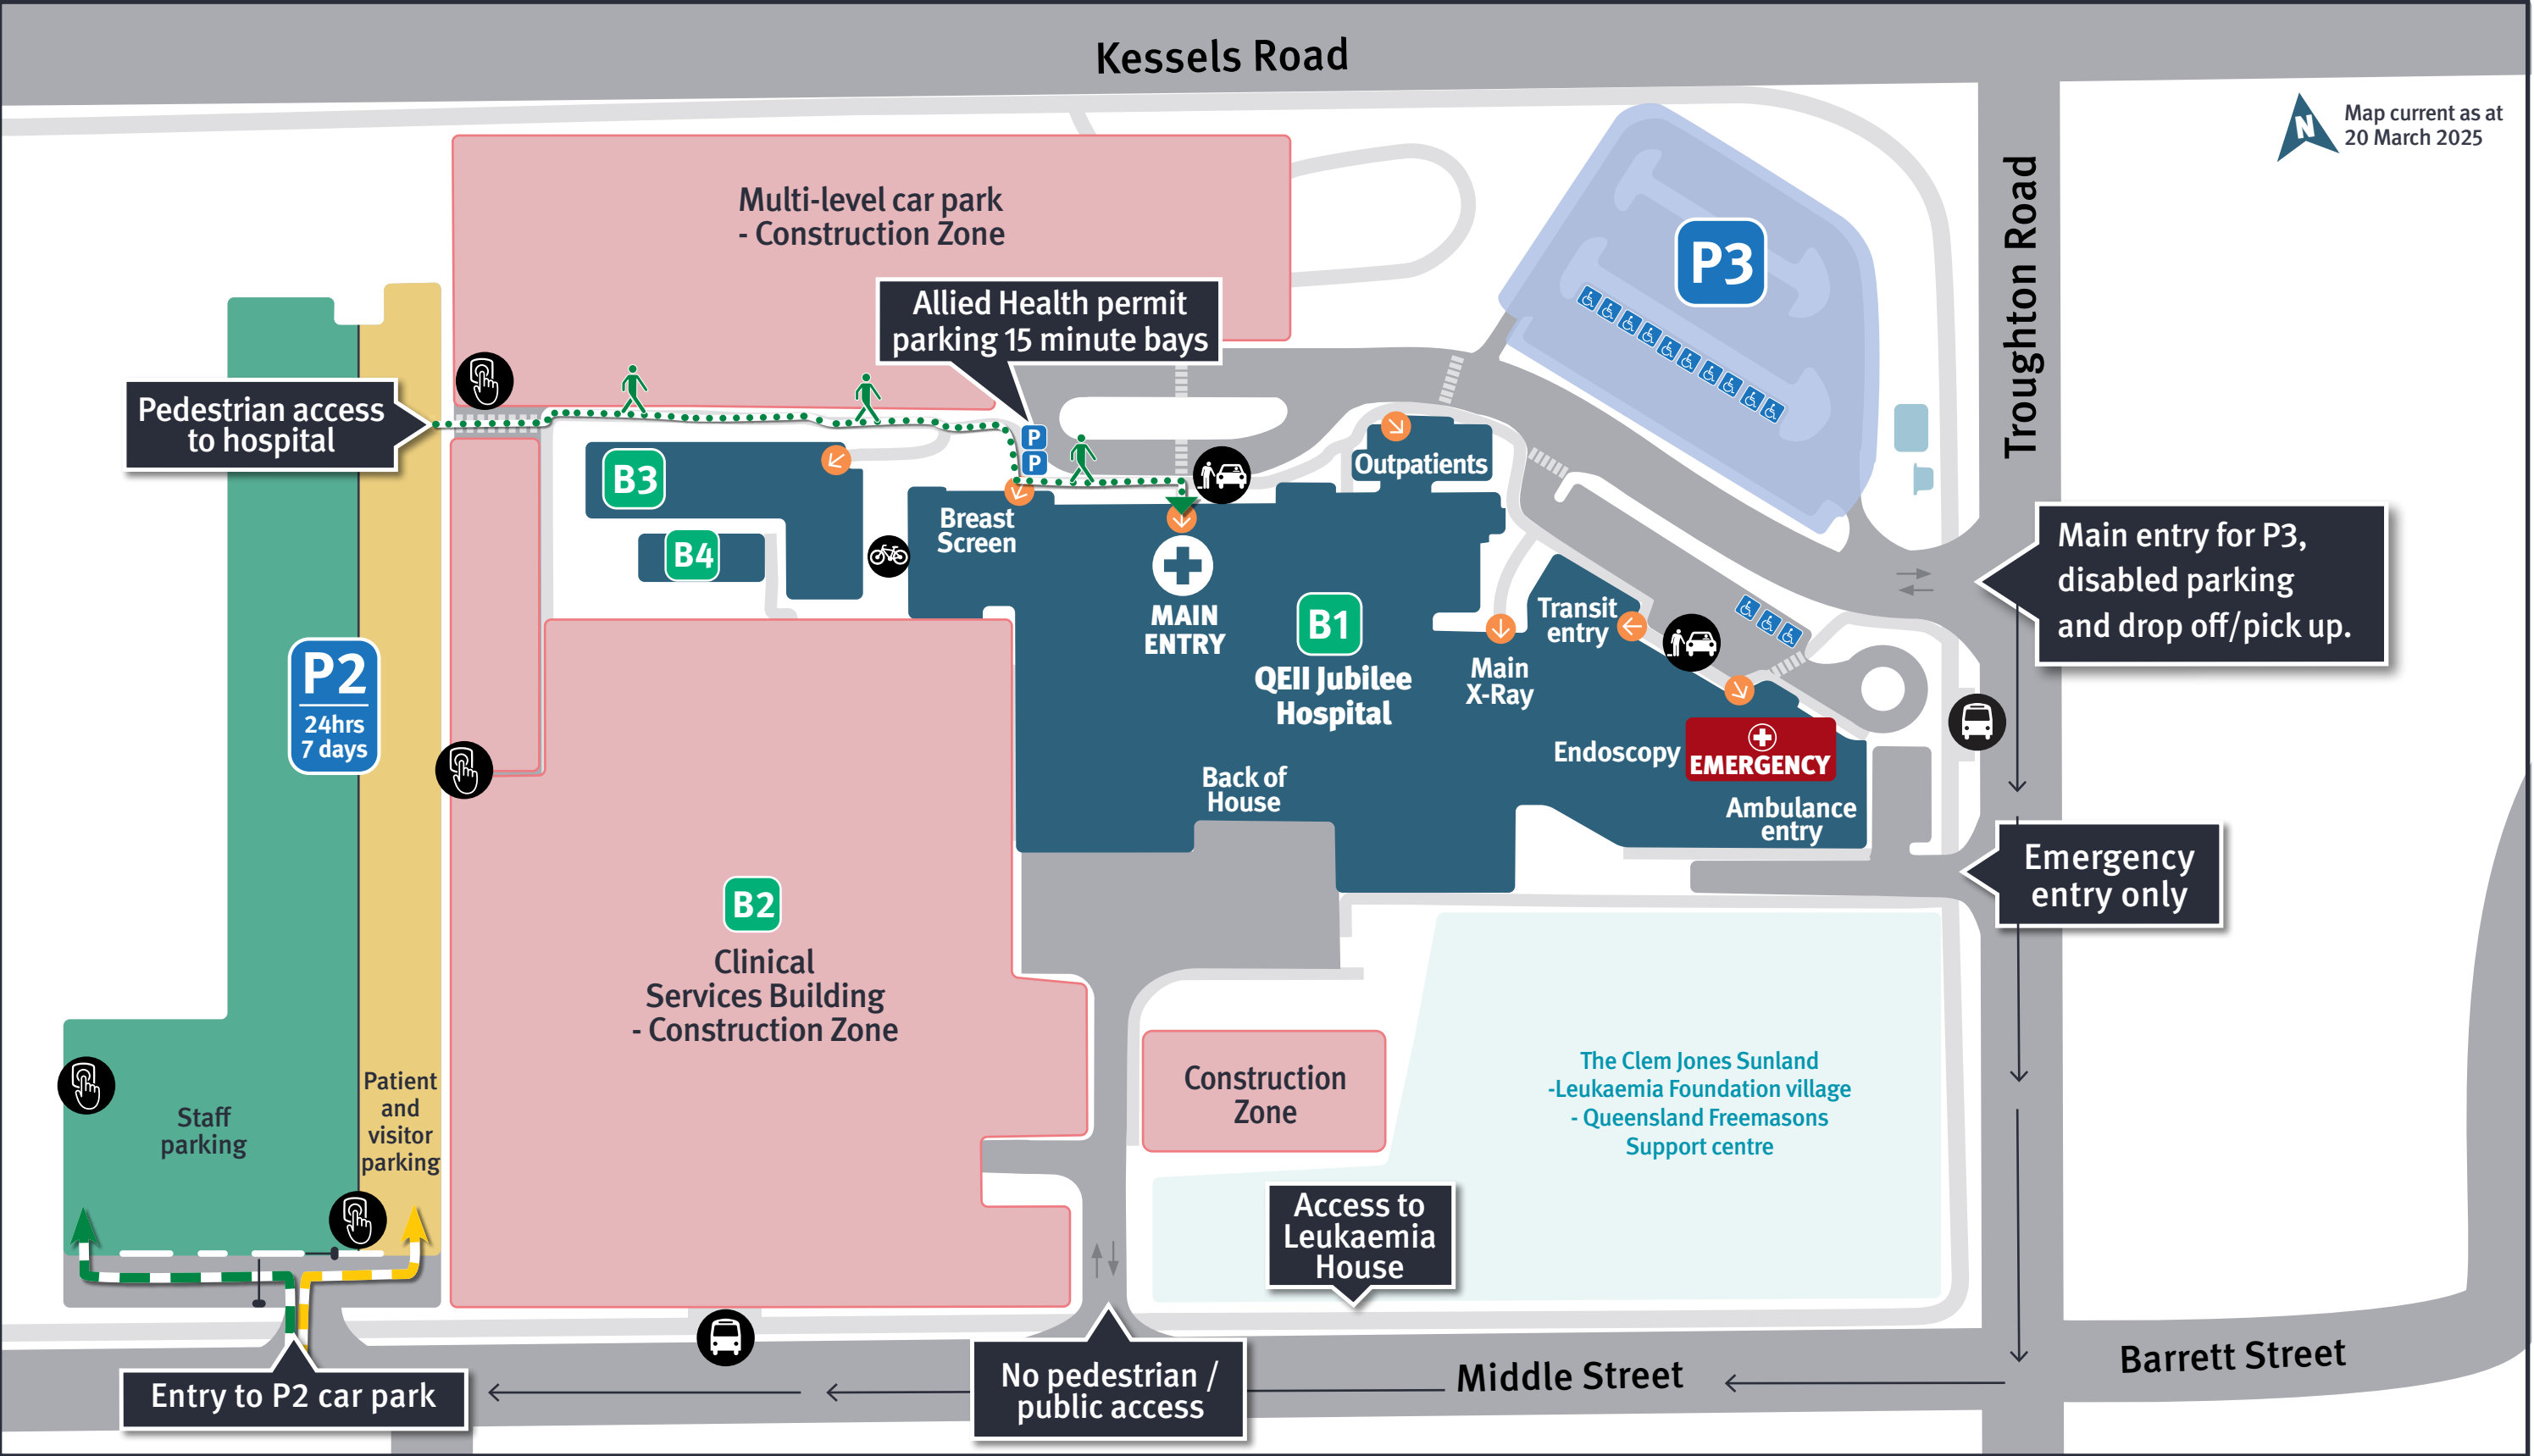 Kessels Road
N
Map current as at
20 March 2025
Multi-level car park
- Construction Zone
P3
Troughton Road
Allied Health permit
parking 15 minute bays
Pedestrian access
to hospital
P
P
B3
B4
Breast
Screen
Outpatients
MAIN
ENTRY
B1
QEII Jubilee
Hospital
Transit
entry
Main
X-Ray
Main entry for P3,
disabled parking
and drop off/pick up.
P2
24hrs
7 days
Endoscopy
EMERGENCY
Back of
House
Ambulance
entry
Emergency
entry only
B2
Clinical
Services Building
- Construction Zone
Construction
Zone
The Clem Jones Sunland
-Leukaemia Foundation village
- Queensland Freemasons
Support centre
Staff
parking
Patient
and
visitor
parking
Access to
Leukaemia
House
Entry to P2 car park
No pedestrian /
public access
Middle Street
Barrett Street